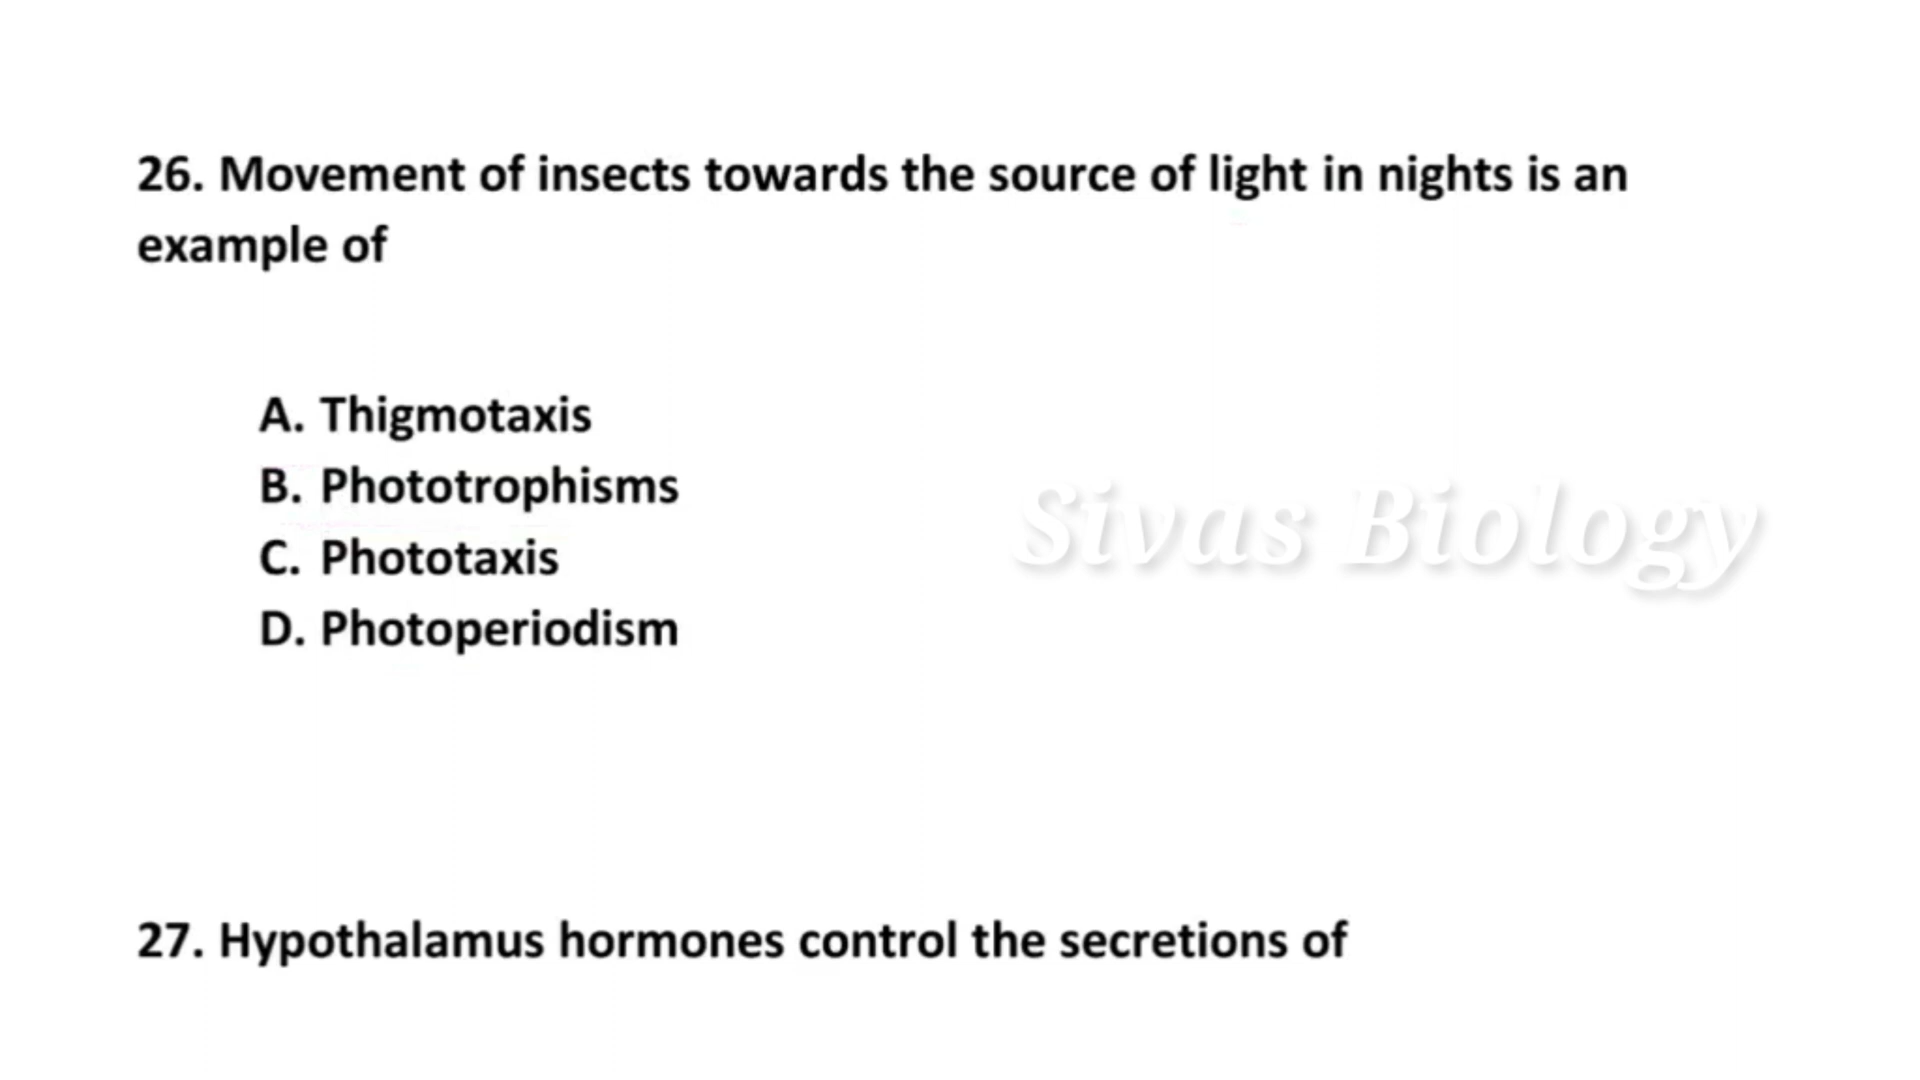 26. Movement of insects towards the source of light in nights is an
example of
A. Thigmotaxis
B. Phototrophisms
C. Phototaxis
D. Photoperiodism
Sivas Biology
27. Hypothalamus hormones control the secretions of